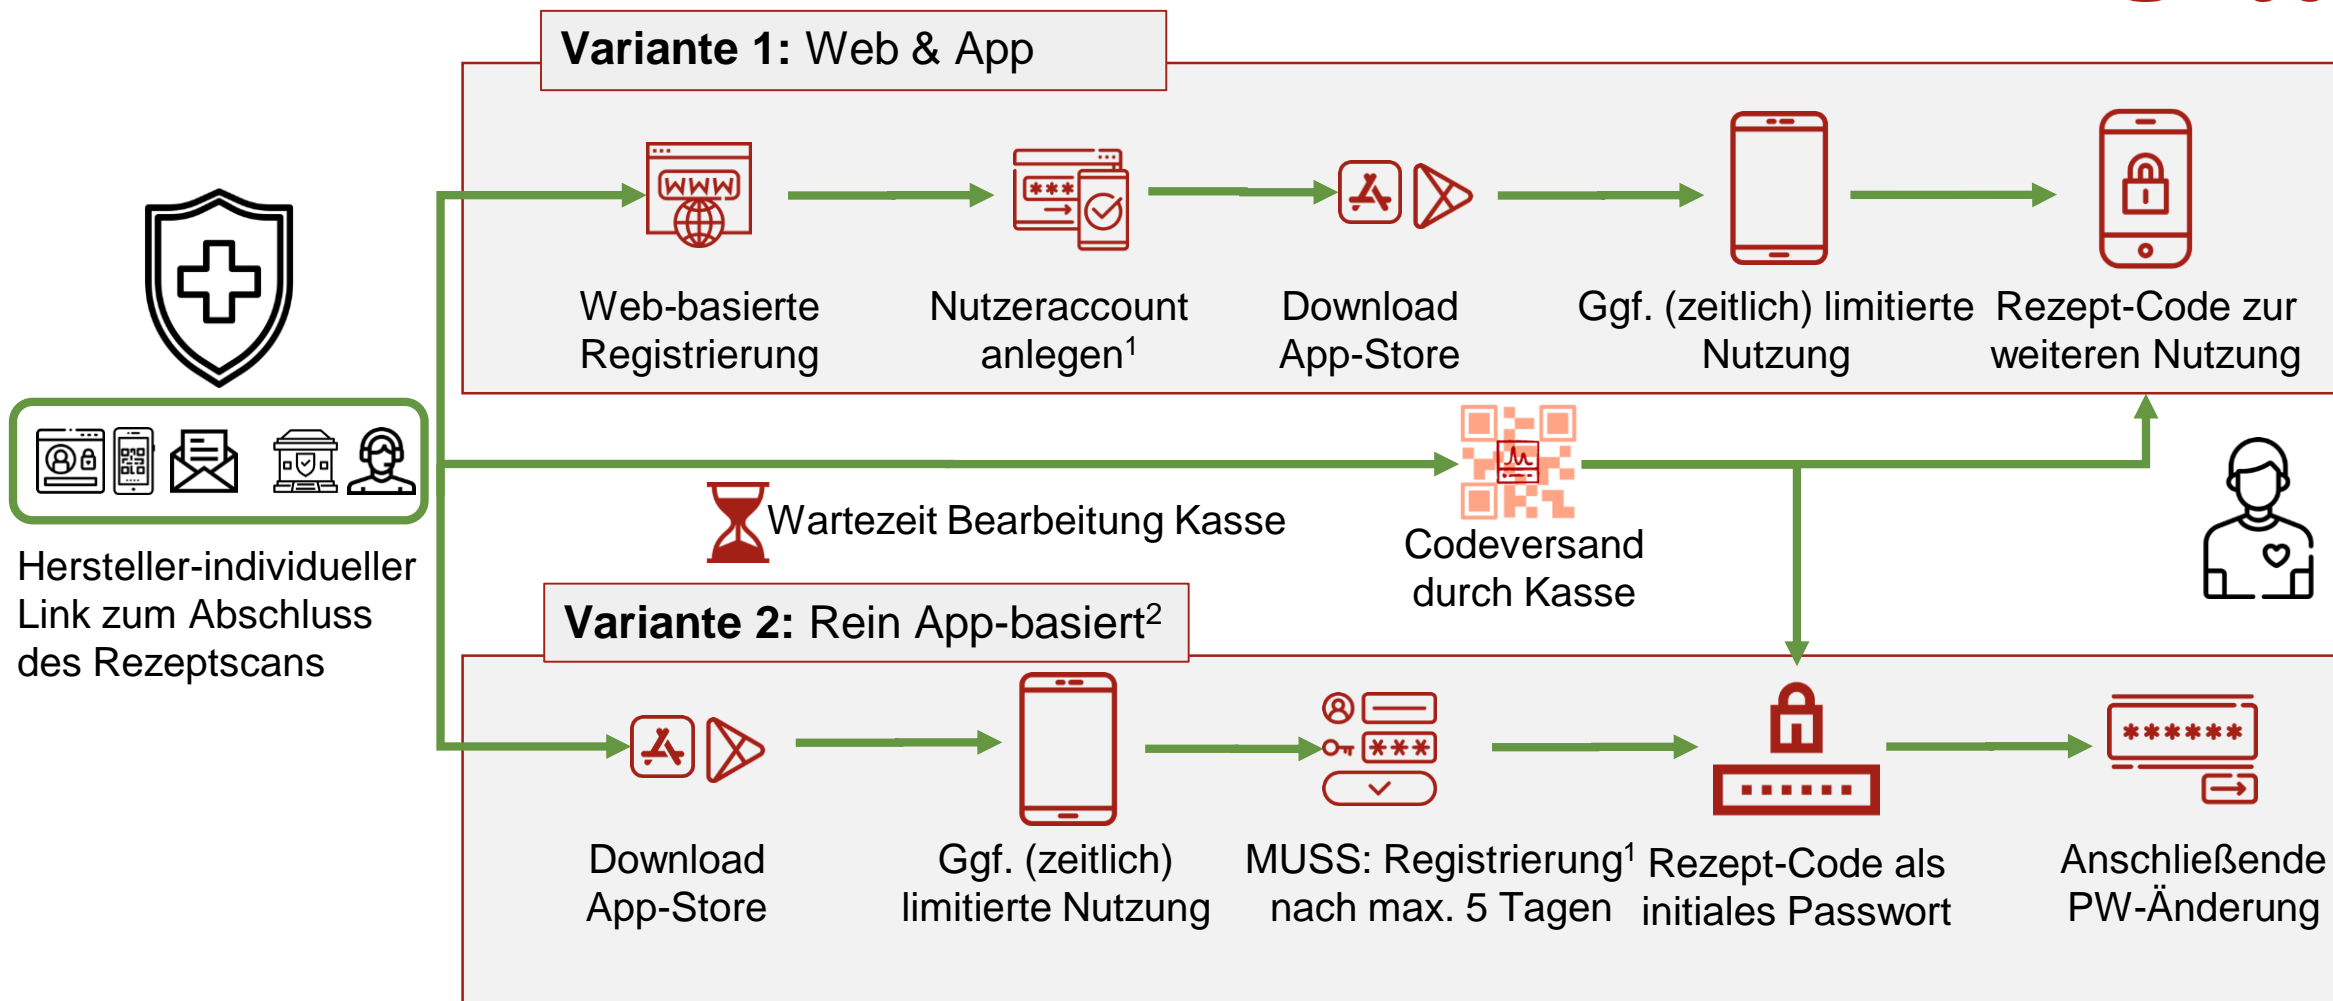 Variante 1: Web & App
WWW
***
Web-basierte
Registrierung
Nutzeraccount
anlegen¹
Download
App-Store
Ggf. (zeitlich) limitierte
Nutzung
Rezept-Code zur
weiteren Nutzung
Hersteller-individueller
Link zum Abschluss
des Rezeptscans
Wartezeit Bearbeitung Kasse
Codeversand
durch Kasse
Variante 2: Rein App-basiert²
***
******
Download
App-Store
Ggf. (zeitlich)
limitierte Nutzung
MUSS: Registrierung¹
nach max. 5 Tagen
Rezept-Code als
initiales Passwort
Anschließende
PW-Änderung